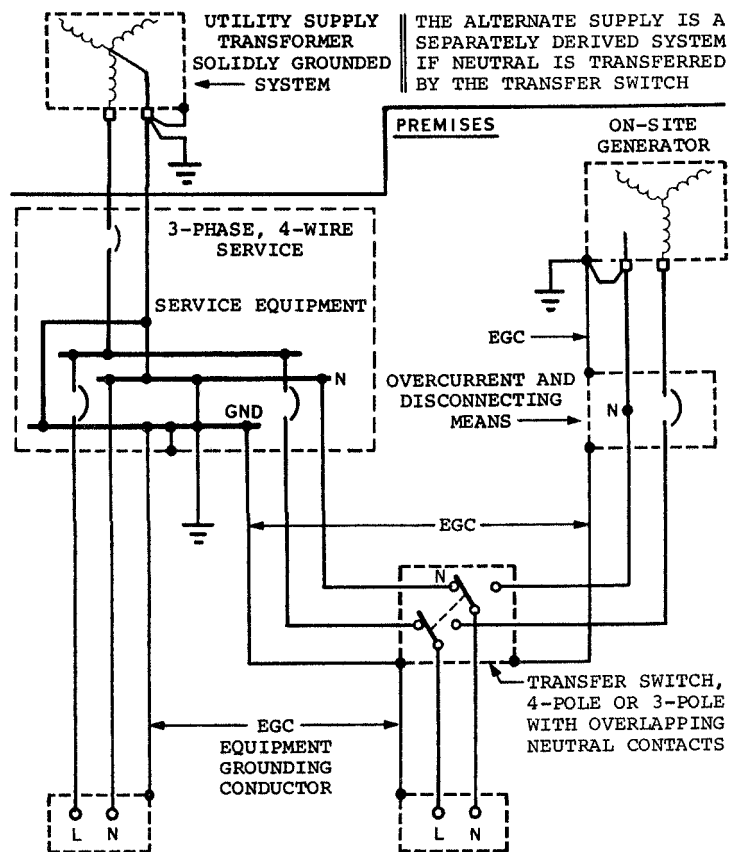 UTILITY SUPPLY
TRANSFORMER
SOLIDLY GROUNDED
SYSTEM
THE ALTERNATE SUPPLY IS A
SEPARATELY DERIVED SYSTEM
IF NEUTRAL IS TRANSFERRED
BY THE TRANSFER SWITCH
PREMISES
ON-SITE
GENERATOR
3-PHASE, 4-WIRE
SERVICE
SERVICE EQUIPMENT
EGC
N
OVERCURRENT AND
DISCONNECTING
MEANS
N
GND
EGC
N
TRANSFER SWITCH,
4-POLE OR 3-POLE
WITH OVERLAPPING
NEUTRAL CONTACTS
EGC
EQUIPMENT
GROUNDING
CONDUCTOR
L N
L N